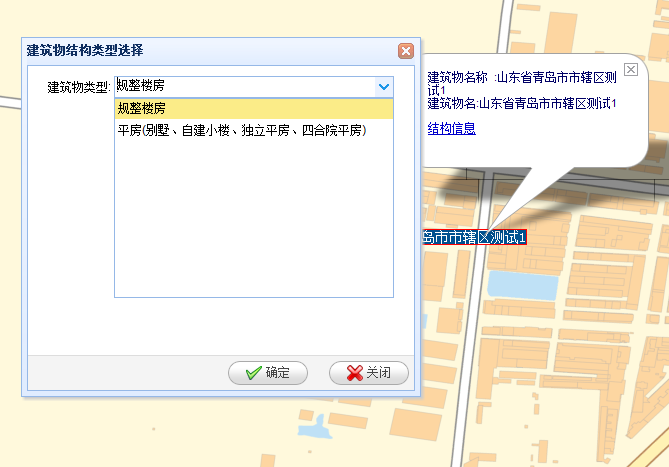 建筑物结构类型选择
建筑物类型:
规整楼房
规整楼房
平房(别墅、自建小楼、独立平房、四合院平房)
确定
关闭
建筑物名称 :山东省青岛市市辖区测
试1
建筑物名:山东省青岛市市辖区测试1
结构信息
岛市市辖区测试1